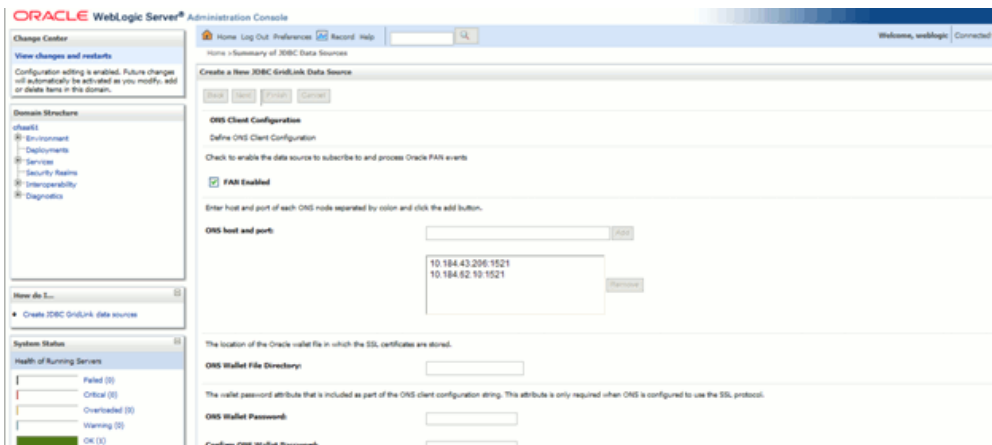 ORACLE WebLogic Server® Administration Console
Change Center
View changes and restarts
Configuration editing is enabled. Future changes
will automatically be activated as you modify, add
or delete items in this domain.
Domain Structure
Environment
Deployments
Services
Security Realms
Interoperability
Diagnostics
How do I...
Create JDBC GridLink data sources
System Status
Health of Running Servers
Failed (0)
Critical (0)
Overloaded (0)
Warning (0)
OK (1)
Home Log Out Preferences Record Help
Welcome, weblogic Connected
Home >Summary of JDBC Data Sources
Create a New JDBC GridLink Data Source
Back Next Finish Cancel
ONS Client Configuration
Define ONS Client Configuration
Check to enable the data source to subscribe to and process Oracle FAN events
FAN Enabled
Enter host and port of each ONS node separated by colon and click the add button.
ONS host and port:
Add
10.184.43.206:1521
10.184.62.10:1521
Remove
The location of the Oracle wallet file in which the SSL certificates are stored.
ONS Wallet File Directory:
The wallet password attribute that is included as part of the ONS client configuration string. This attribute is only required when ONS is configured to use the SSL protocol.
ONS Wallet Password:
Confirm ONS Wallet Password: